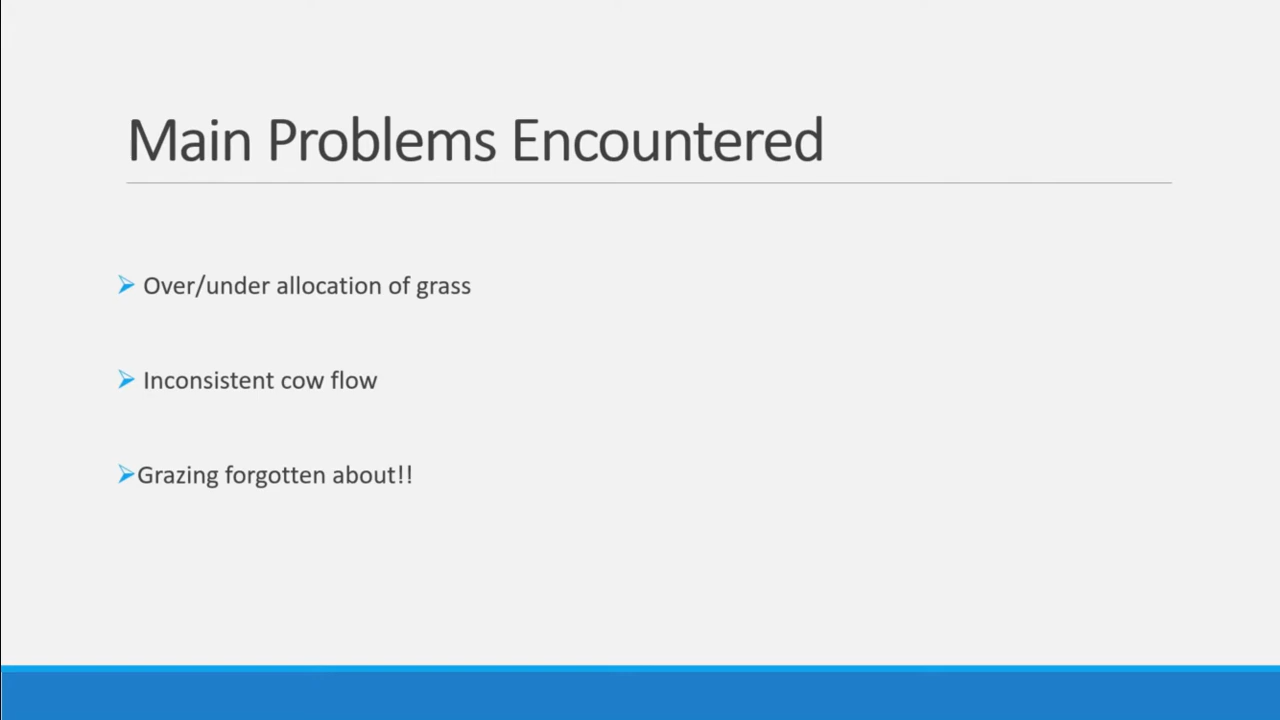 Main Problems Encountered
Over/under allocation of grass
Inconsistent cow flow
Grazing forgotten about!!